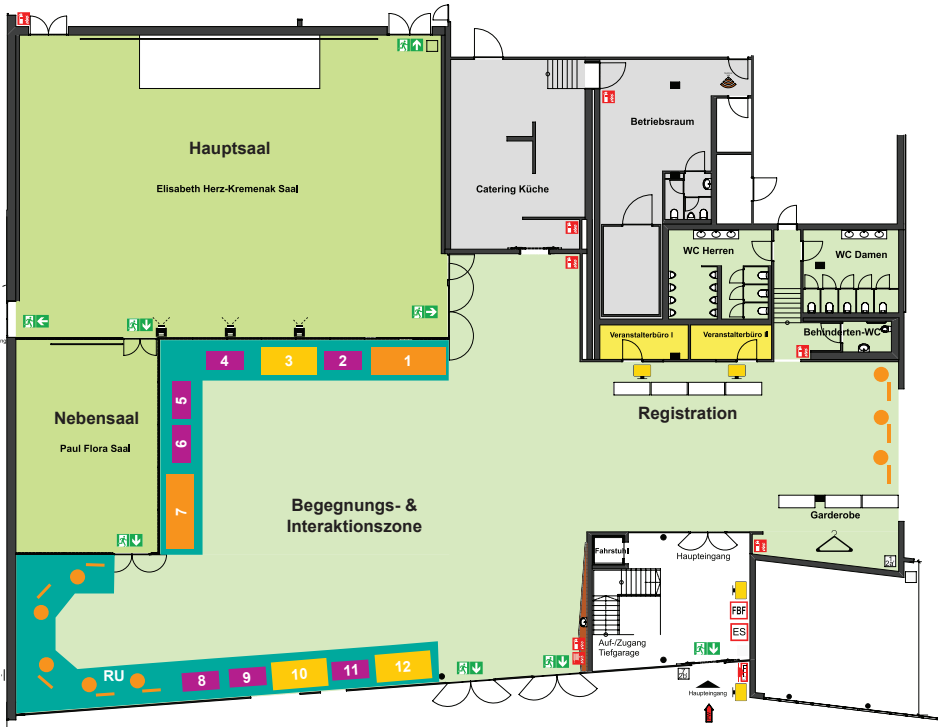 Hauptsaal
Elisabeth Herz-Kremenak Saal
Catering Küche
Betriebsraum
WC Herren
WC Damen
Behinderten-WC
Veranstalterbüro I
Veranstalterbüro II
4
3
2
1
5
6
7
Nebensaal
Paul Flora Saal
Registration
Begegnungs- &
Interaktionszone
Garderobe
Fahrstuhl
Haupteingang
FBF
ES
Auf-/Zugang
Tiefgarage
Haupteingang
RU
8
9
10
11
12